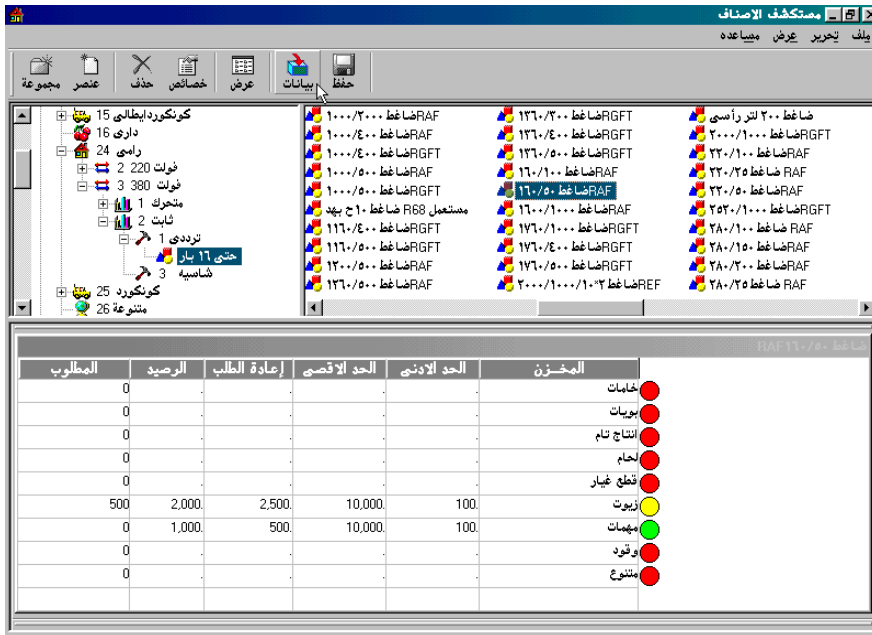 مستكشف الاصناف
ملف تحرير عرض مساعده
حفظ بيانات عرض خصائص حذف عنصر مجموعة
ضاغط ٢٠٠ لتر رأسى
RGFTضاغط ٢٠٠٠/١٠٠٠
RAFضاغط ٢٢٠/١٠٠
RAF ضاغط ٢٢٠/٢٥
RAFضاغط ٢٢٠/٥٠
RGFTضاغط ٢٥٢٠/١٠٠٠
RAF ضاغط ٢٨٠/١٠٠
RAFضاغط ٢٨٠/١٥٠
RAFضاغط ٢٨٠/٢٠٠
RAF ضاغط ٢٨٠/٢٥
RGFTضاغط ١٣٦٠/٣٠٠
RGFTضاغط ١٣٦٠/٤٠٠
RGFTضاغط ١٣٦٠/٥٠٠
RAFضاغط ١٦٠/١٠٠
RAFضاغط ١٦٠/٥٠
RAFضاغط ١٦٠٠/١٠٠٠
RGFTضاغط ١٧٦٠/١٠٠٠
RGFTضاغط ١٧٦٠/٤٠٠
RGFTضاغط ١٧٦٠/٥٠٠
REFضاغط ٢*١٠/١٠٠٠/٢٠٠٠
RAFضاغط ١٠٠٠/٢٠٠٠
RAFضاغط ١٠٠٠/٤٠٠
RGFTضاغط ١٠٠٠/٤٠٠
RAFضاغط ١٠٠٠/٥٠٠
RGFTضاغط ١٠٠٠/٥٠٠
مستعمل R68 ضاغط ١٠ح بهد
RGFTضاغط ١١٦٠/٤٠٠
RGFTضاغط ١١٦٠/٥٠٠
RAFضاغط ١٢٠٠/٥٠٠
RAFضاغط ١٣٦٠/٥٠٠
كونكوردايطالى 15
دارى 16
رامى 24
فولت 220 2
فولت 380 3
متحرك 1
ثابت 2
ترددى 1
حتى ١٦ بار
شاسيه 3
كونكورد 25
متنوعة 26
ضاغط RAF١٦٠/٥٠
المخـــزن الحد الادنى الحد الاقصى إعادة الطلب الرصيد المطلوب
خامات . . . . 0
بويات . . . . 0
انتاج تام . . . . 0
لحام . . . . 0
قطع غيار . . . . 0
زيوت 100. 10,000. 2,500. 2,000. 500
مهمات 100. 10,000. 500. 1,000. 0
وقود . . . . 0
متنوع . . . . 0